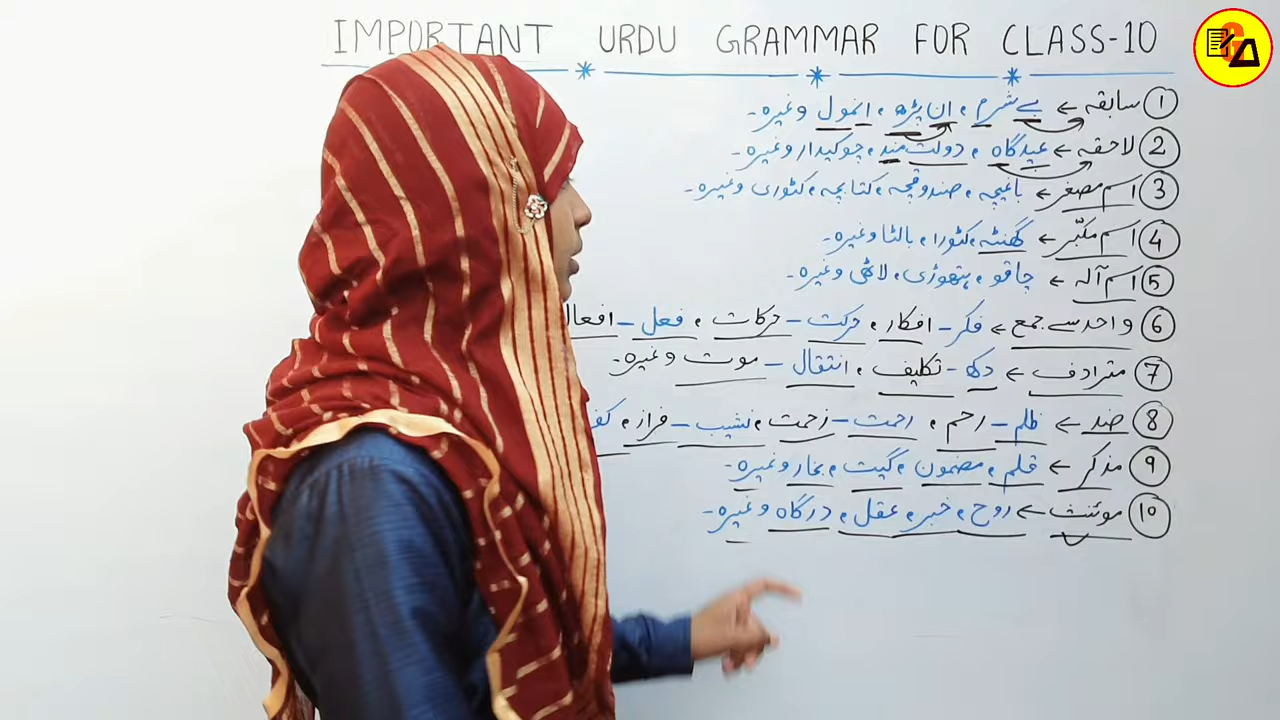 IMPORTANT URDU GRAMMAR FOR CLASS-10
① سابقہ ← بے شرم، ان پڑھ، انمول وغیرہ۔
② لاحقہ ← عیدگاہ، دولت مند، چوکیدار وغیرہ۔
③ اسم مصغر ← باغیچہ، صندوقچہ، کتابچہ، کٹوری وغیرہ۔
④ اسم مکبّر ← گھنٹہ، کٹورا، بالٹا وغیرہ۔
⑤ اسم آلہ ← چاقو، ہتھوڑی، لاٹھی وغیرہ۔
⑥ واحد سے جمع ← فکر - افکار، حرکت - حرکات، فعل - افعال
⑦ مترادف ← دکھ - تکلیف، انتقال - موت وغیرہ۔
⑧ ضد ← ظلم - رحم، رحمت - زحمت، نشیب - فراز،
⑨ مذکر ← قلم، مضمون، گیت، بخار وغیرہ۔
⑩ موئنث ← روح، خبر، عقل، درگاہ وغیرہ۔